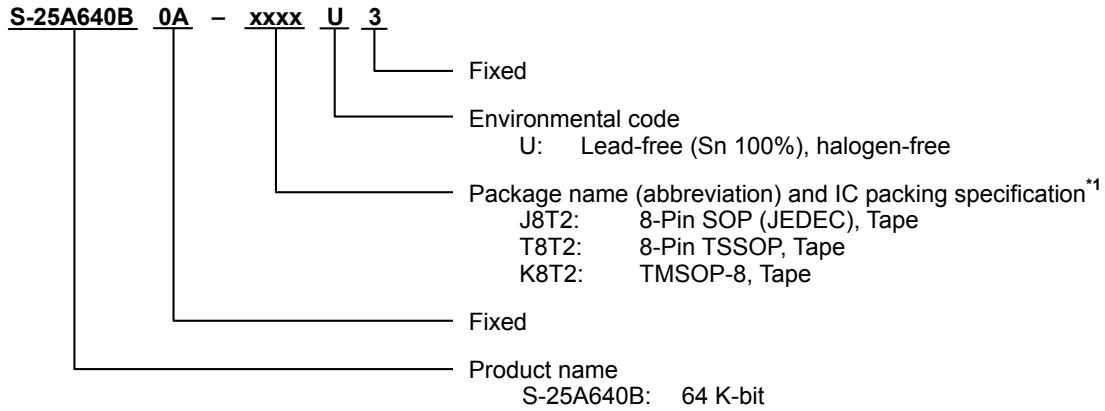 S-25A640B 0A – xxxx U 3
Fixed
Environmental code
U: Lead-free (Sn 100%), halogen-free
Package name (abbreviation) and IC packing specification*1
J8T2: 8-Pin SOP (JEDEC), Tape
T8T2: 8-Pin TSSOP, Tape
K8T2: TMSOP-8, Tape
Fixed
Product name
S-25A640B: 64 K-bit